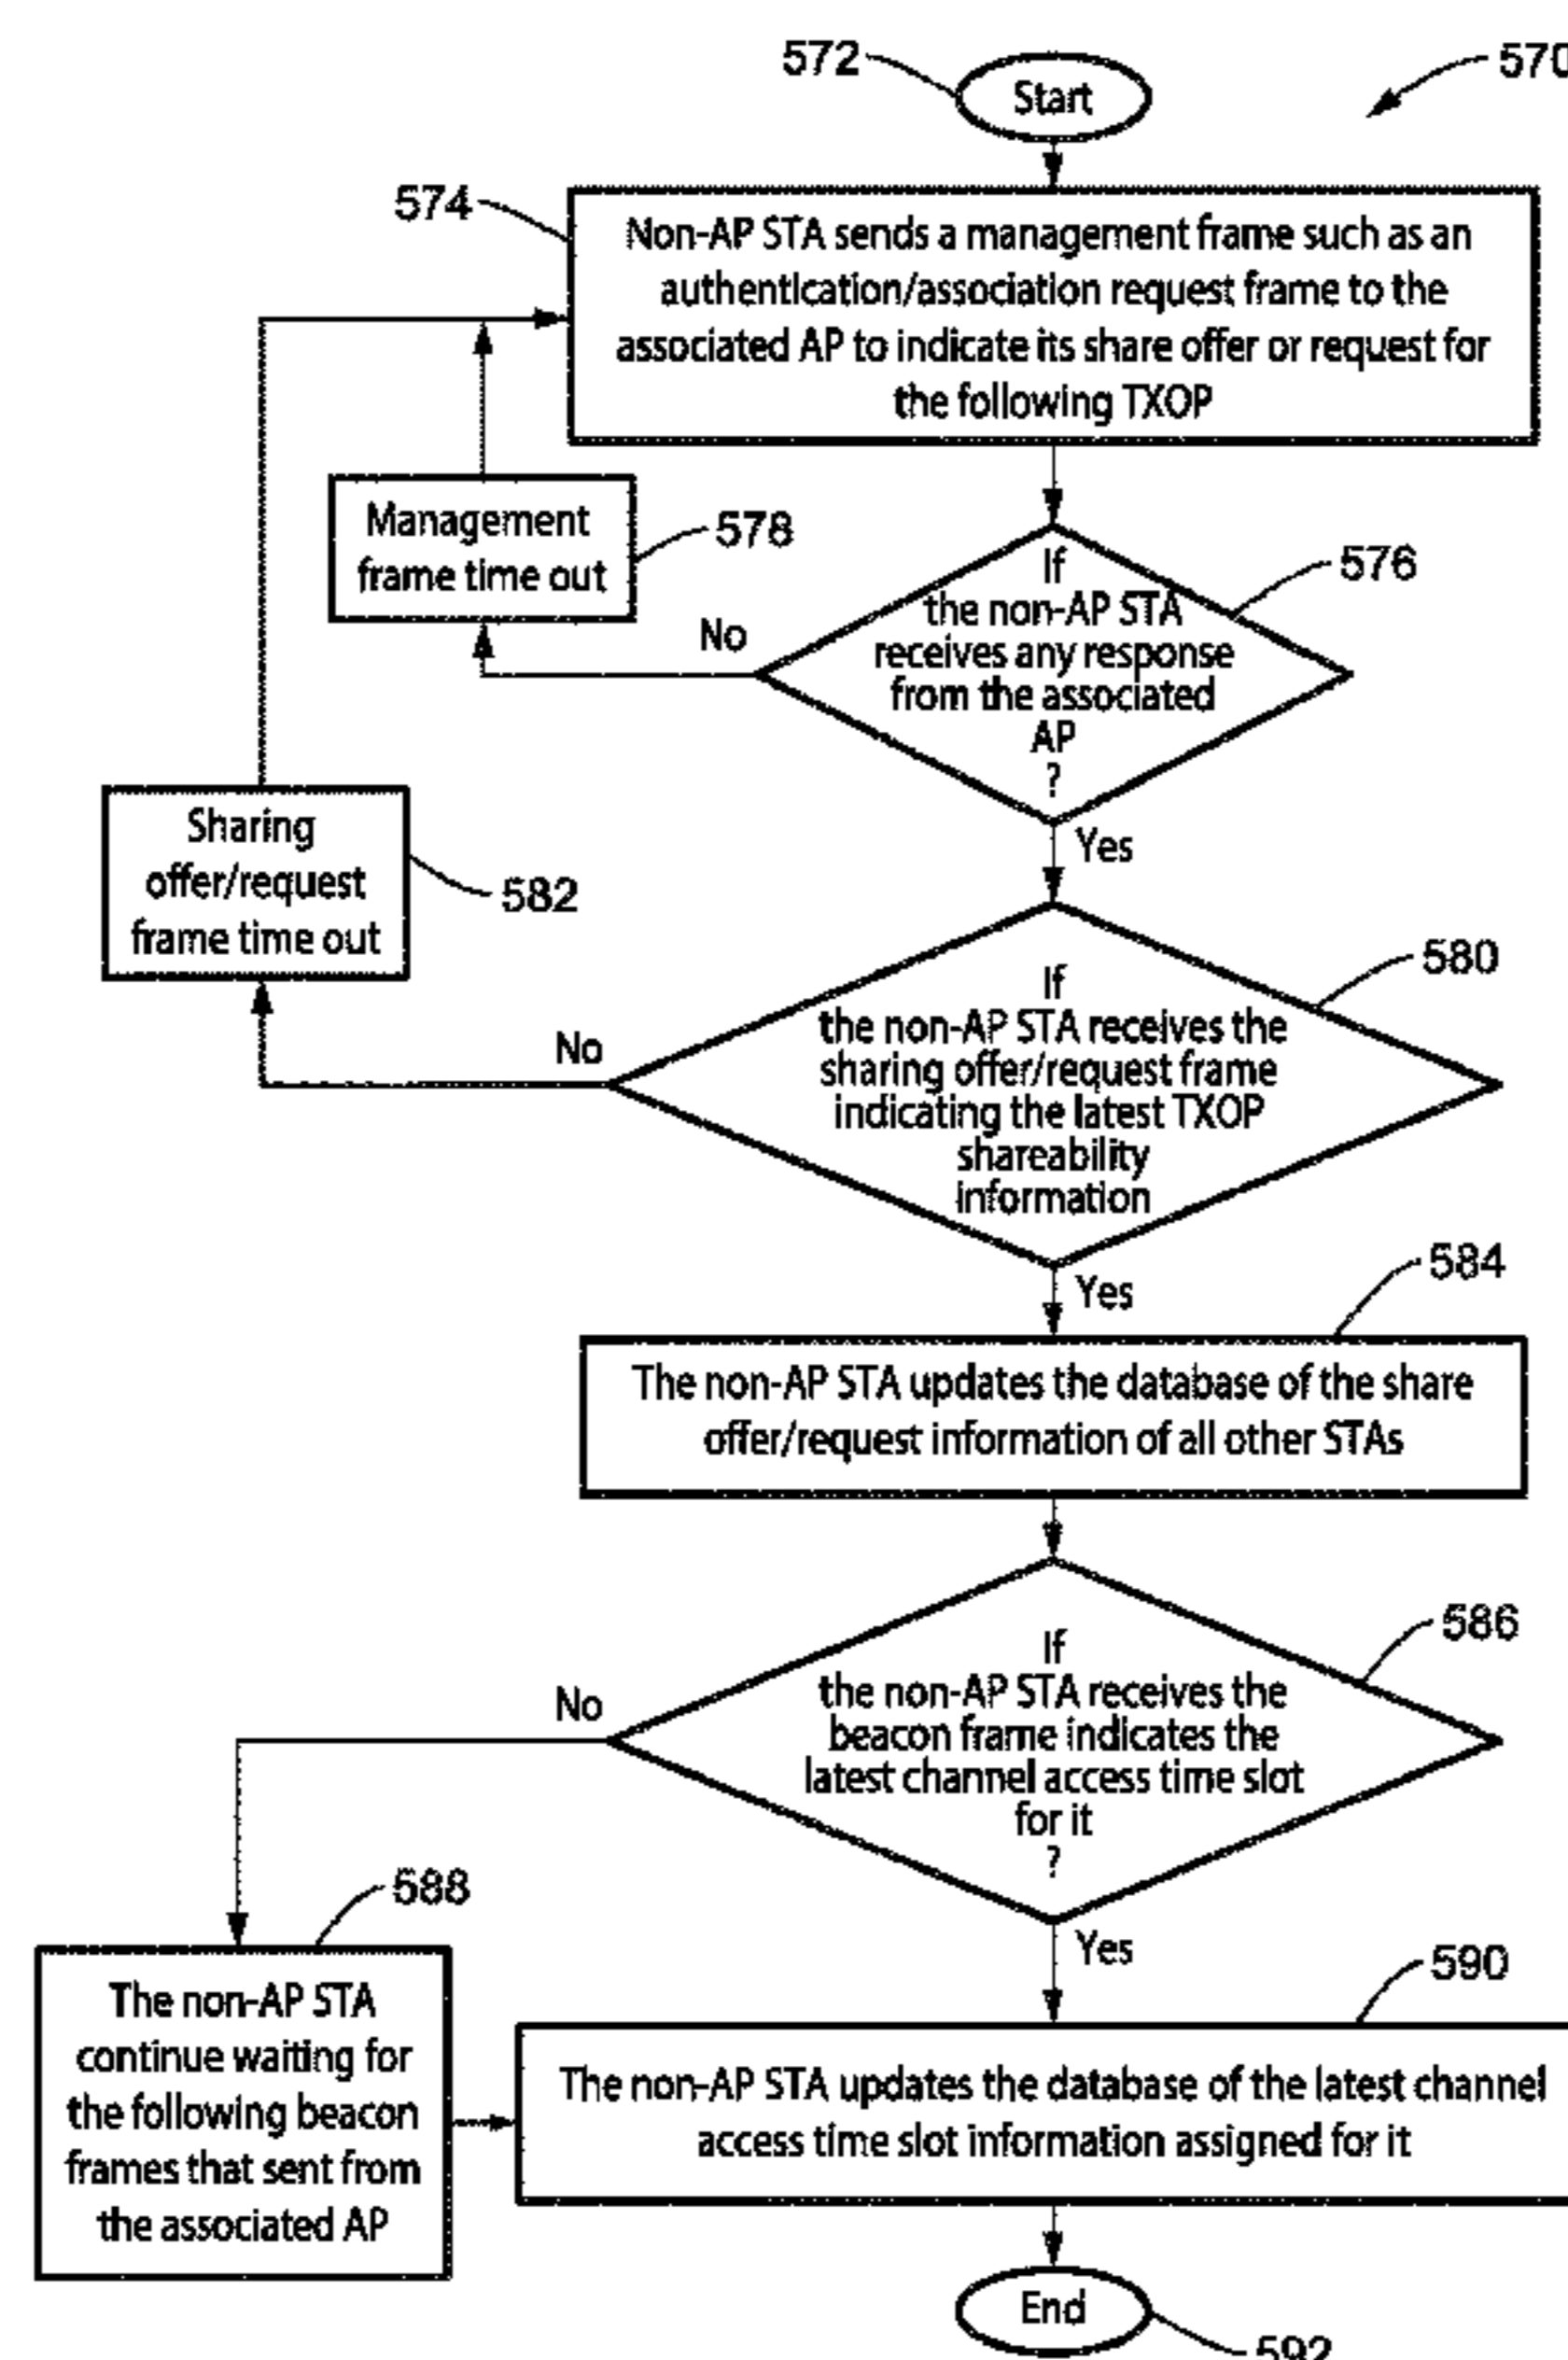 572
570
Start
574
Non-AP STA sends a management frame such as an
authentication/association request frame to the
associated AP to indicate its share offer or request for
the following TXOP
Management
frame time out
578
576
If
the non-AP STA
receives any response
from the associated
AP
?
No
Yes
Sharing
offer/request
frame time out
582
580
If
the non-AP STA receives the
sharing offer/request frame
indicating the latest TXOP
shareability
information
No
Yes
584
The non-AP STA updates the database of the share
offer/request information of all other STAs
586
If
the non-AP STA receives the
beacon frame indicates the
latest channel access time slot
for it
?
No
Yes
588
The non-AP STA
continue waiting for
the following beacon
frames that sent from
the associated AP
590
The non-AP STA updates the database of the latest channel
access time slot information assigned for it
End
592